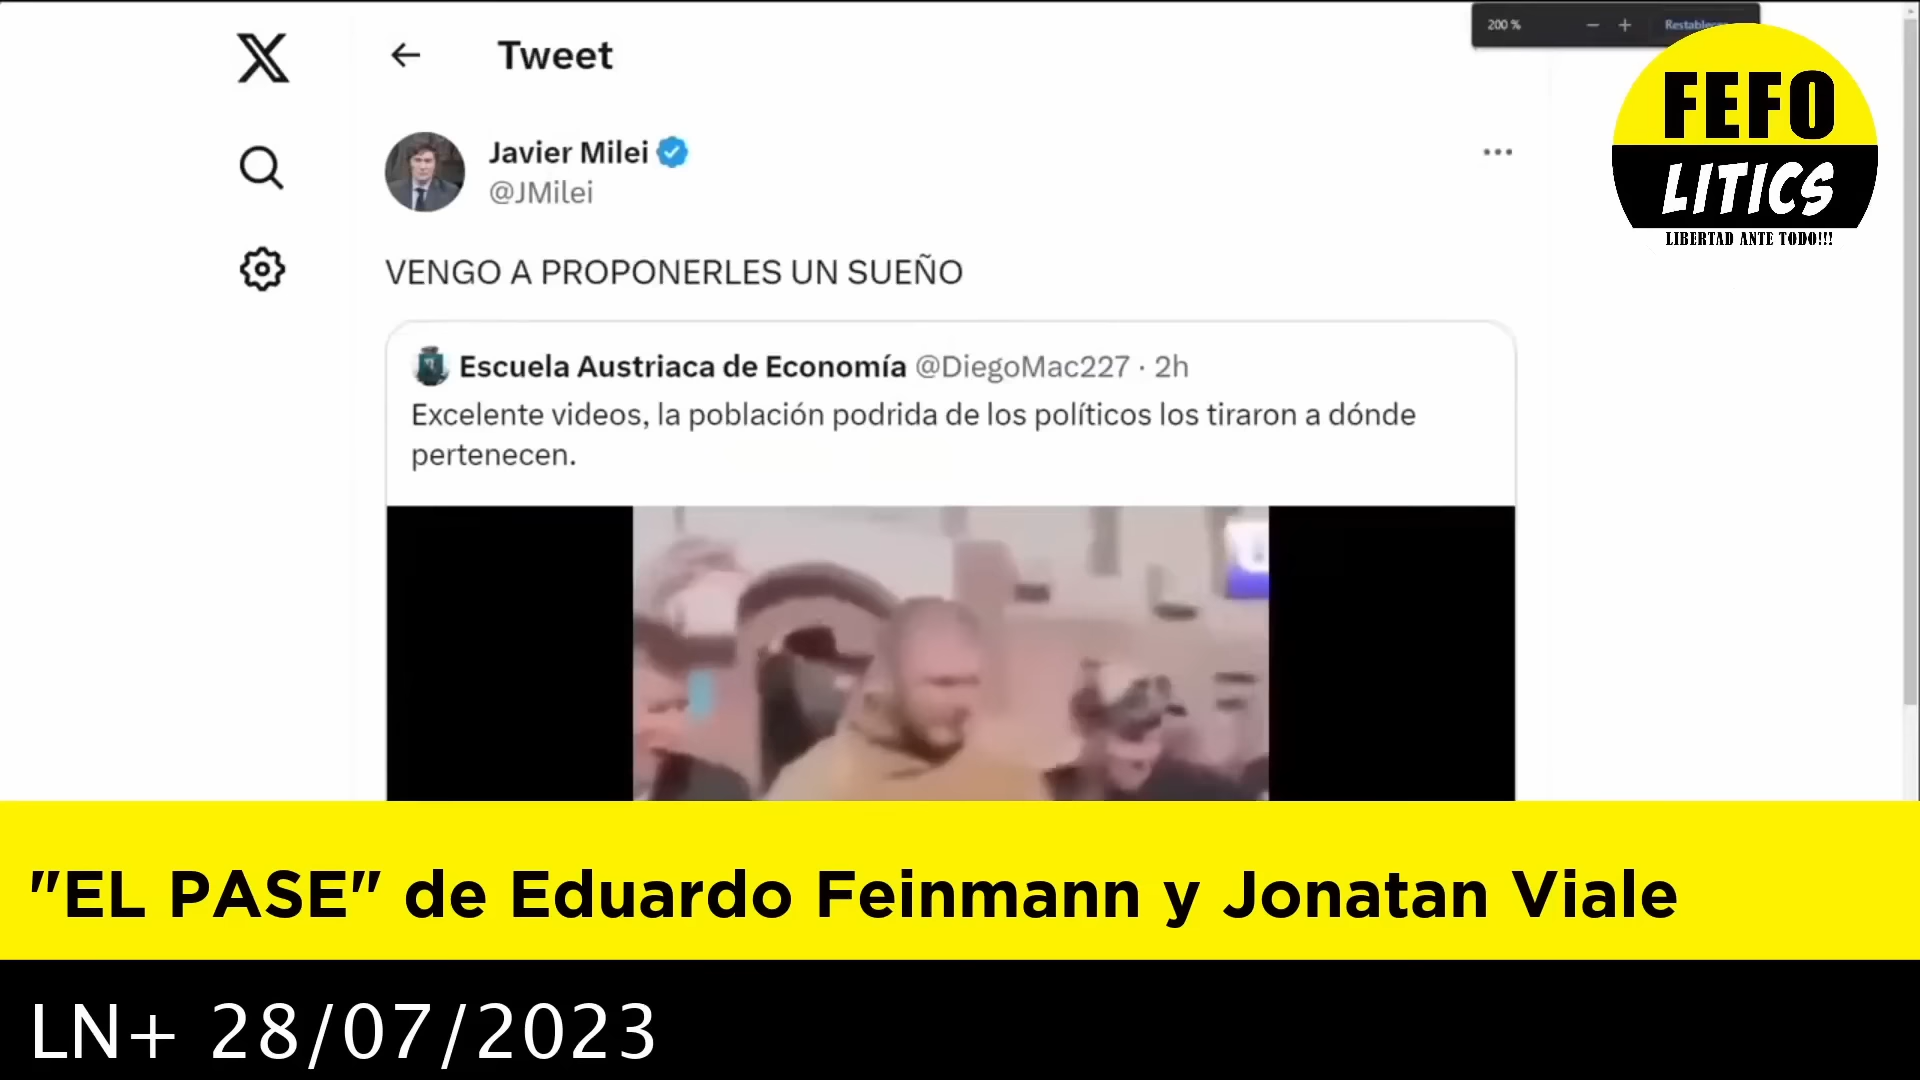 200 %
Tweet
FEFO
LITICS
LIBERTAD ANTE TODO!!!
Javier Milei
@JMilei
VENGO A PROPONERLES UN SUEÑO
Escuela Austriaca de Economía @DiegoMac227 · 2h
Excelente videos, la población podrida de los políticos los tiraron a dónde
pertenecen.
"EL PASE" de Eduardo Feinmann y Jonatan Viale
LN+ 28/07/2023